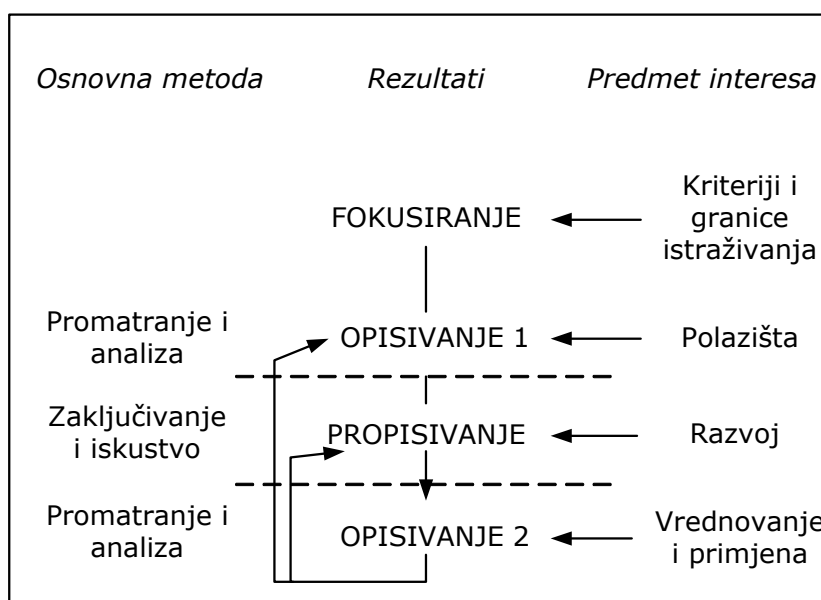 Osnovna metoda
Rezultati
Predmet interesa
FOKUSIRANJE
Kriteriji i
granice
istraživanja
Promatranje i
analiza
OPISIVANJE 1
Polazišta
Zaključivanje
i iskustvo
PROPISIVANJE
Razvoj
Promatranje i
analiza
OPISIVANJE 2
Vrednovanje
i primjena